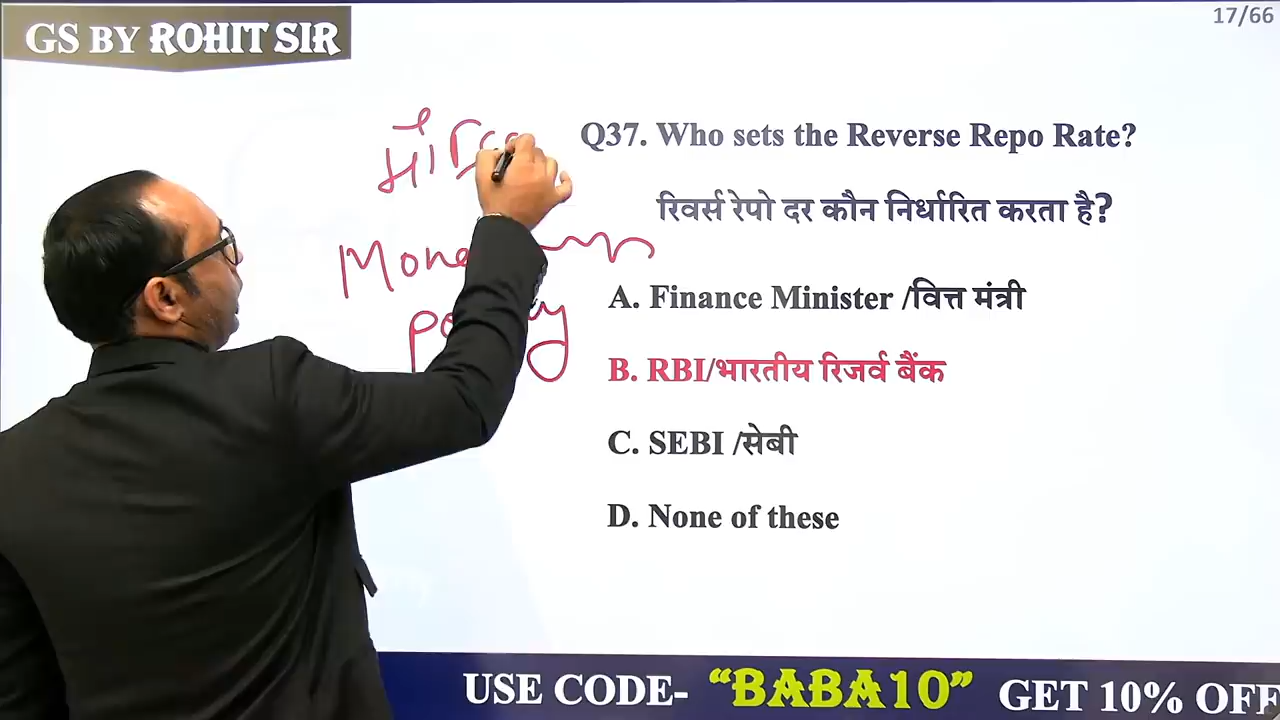 GS BY ROHIT SIR
17/66
Q37. Who sets the Reverse Repo Rate?
रिवर्स रेपो दर कौन निर्धारित करता है?
A. Finance Minister /वित्त मंत्री
B. RBI/भारतीय रिजर्व बैंक
C. SEBI /सेबी
D. None of these
USE CODE- "BABA10" GET 10% OFF